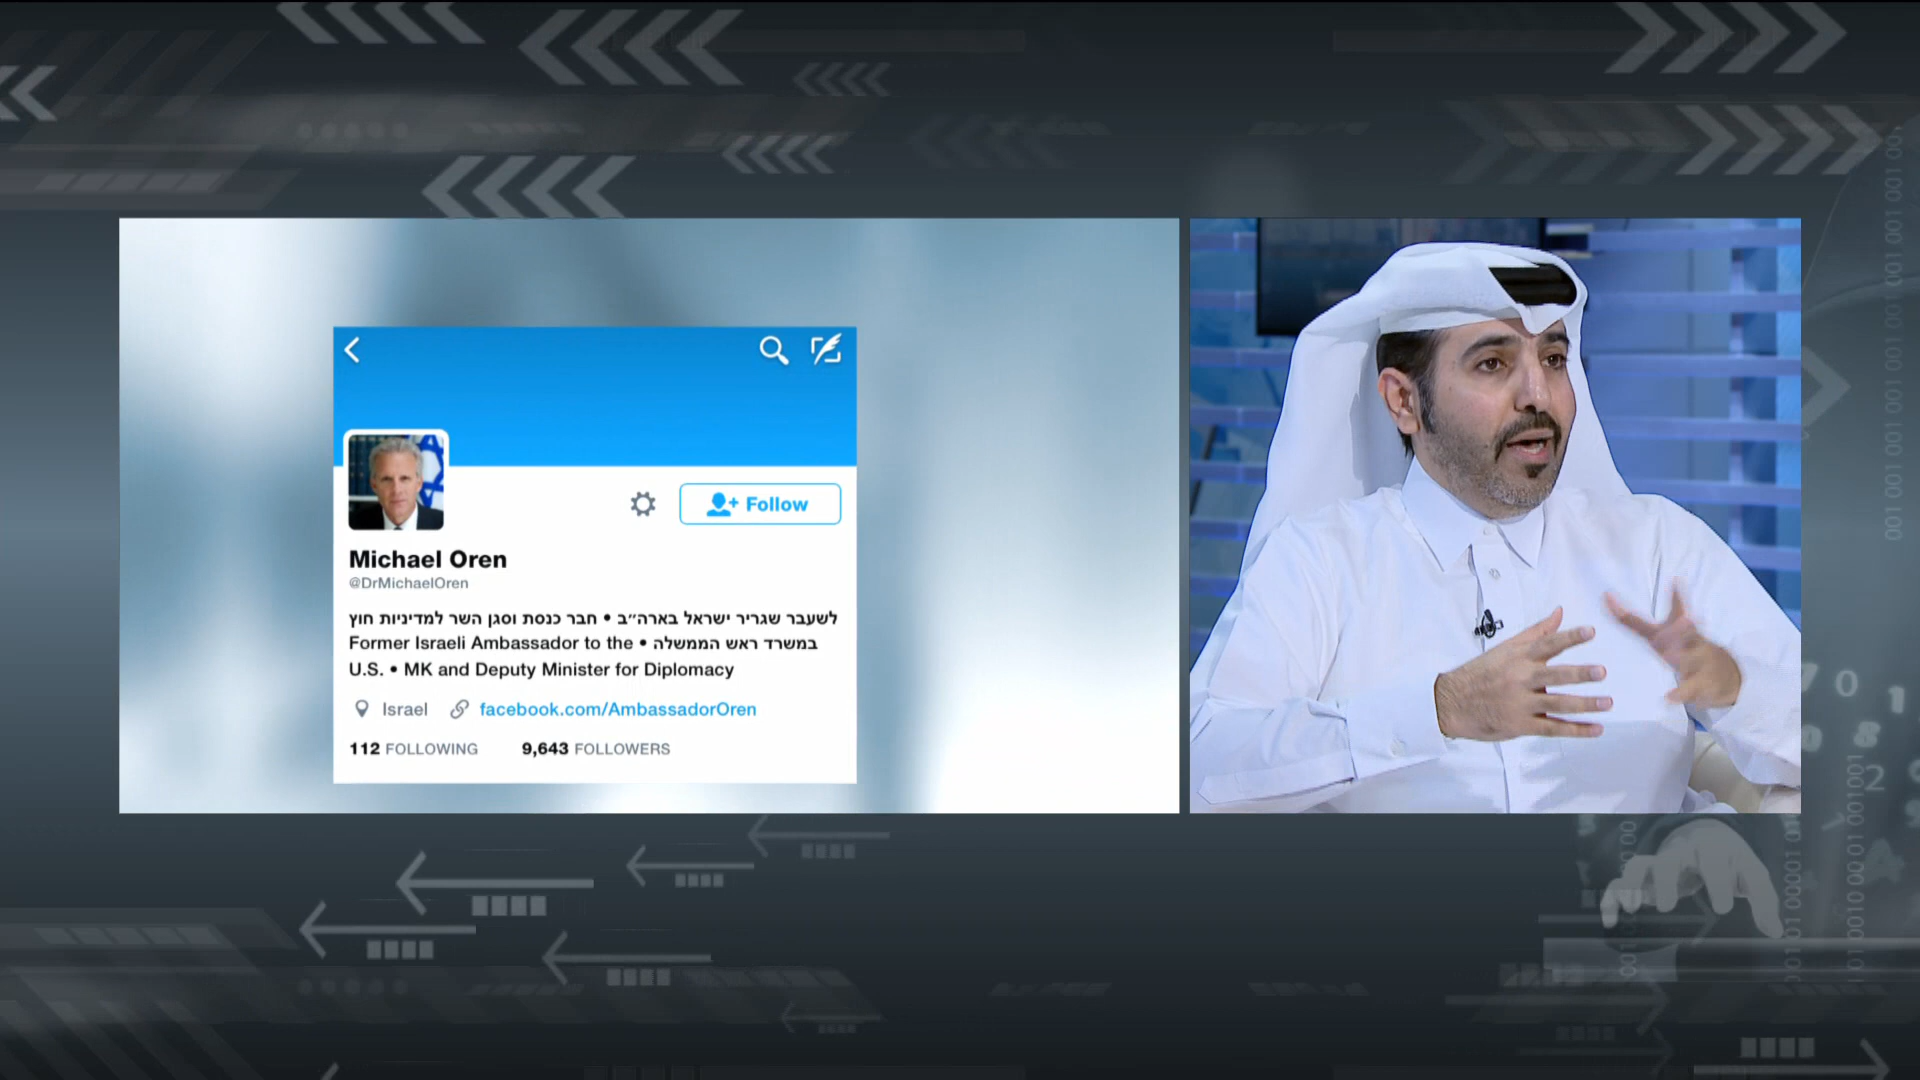 Follow
Michael Oren
@DrMichaelOren
לשעבר שגריר ישראל בארה״ב • חבר כנסת וסגן השר למדיניות חוץ
במשרד ראש הממשלה • Former Israeli Ambassador to the
U.S. • MK and Deputy Minister for Diplomacy
Israel facebook.com/AmbassadorOren
112 FOLLOWING 9,643 FOLLOWERS